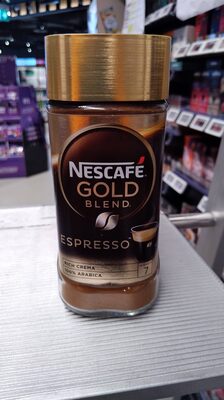 NESCAFÉ
GOLD
BLEND
ESPRESSO
RICH CREMA
100% ARABICA
7